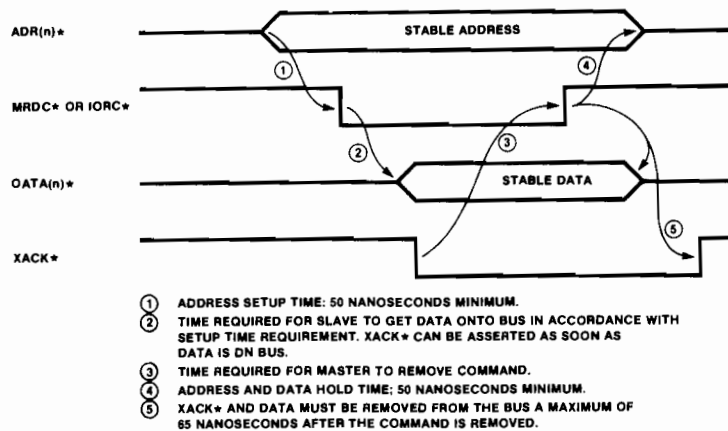 ADR(n)*
STABLE ADDRESS
①
④
MRDC* OR IORC*
②
③
OATA(n)*
STABLE DATA
⑤
XACK*
① ADDRESS SETUP TIME: 50 NANOSECONDS MINIMUM.
② TIME REQUIRED FOR SLAVE TO GET DATA ONTO BUS IN ACCORDANCE WITH
SETUP TIME REQUIREMENT. XACK* CAN BE ASSERTED AS SOON AS
DATA IS DN BUS.
③ TIME REQUIRED FOR MASTER TO REMOVE COMMAND.
④ ADDRESS AND DATA HOLD TIME; 50 NANOSECONDS MINIMUM.
⑤ XACK* AND DATA MUST BE REMOVED FROM THE BUS A MAXIMUM OF
65 NANOSECONDS AFTER THE COMMAND IS REMOVED.